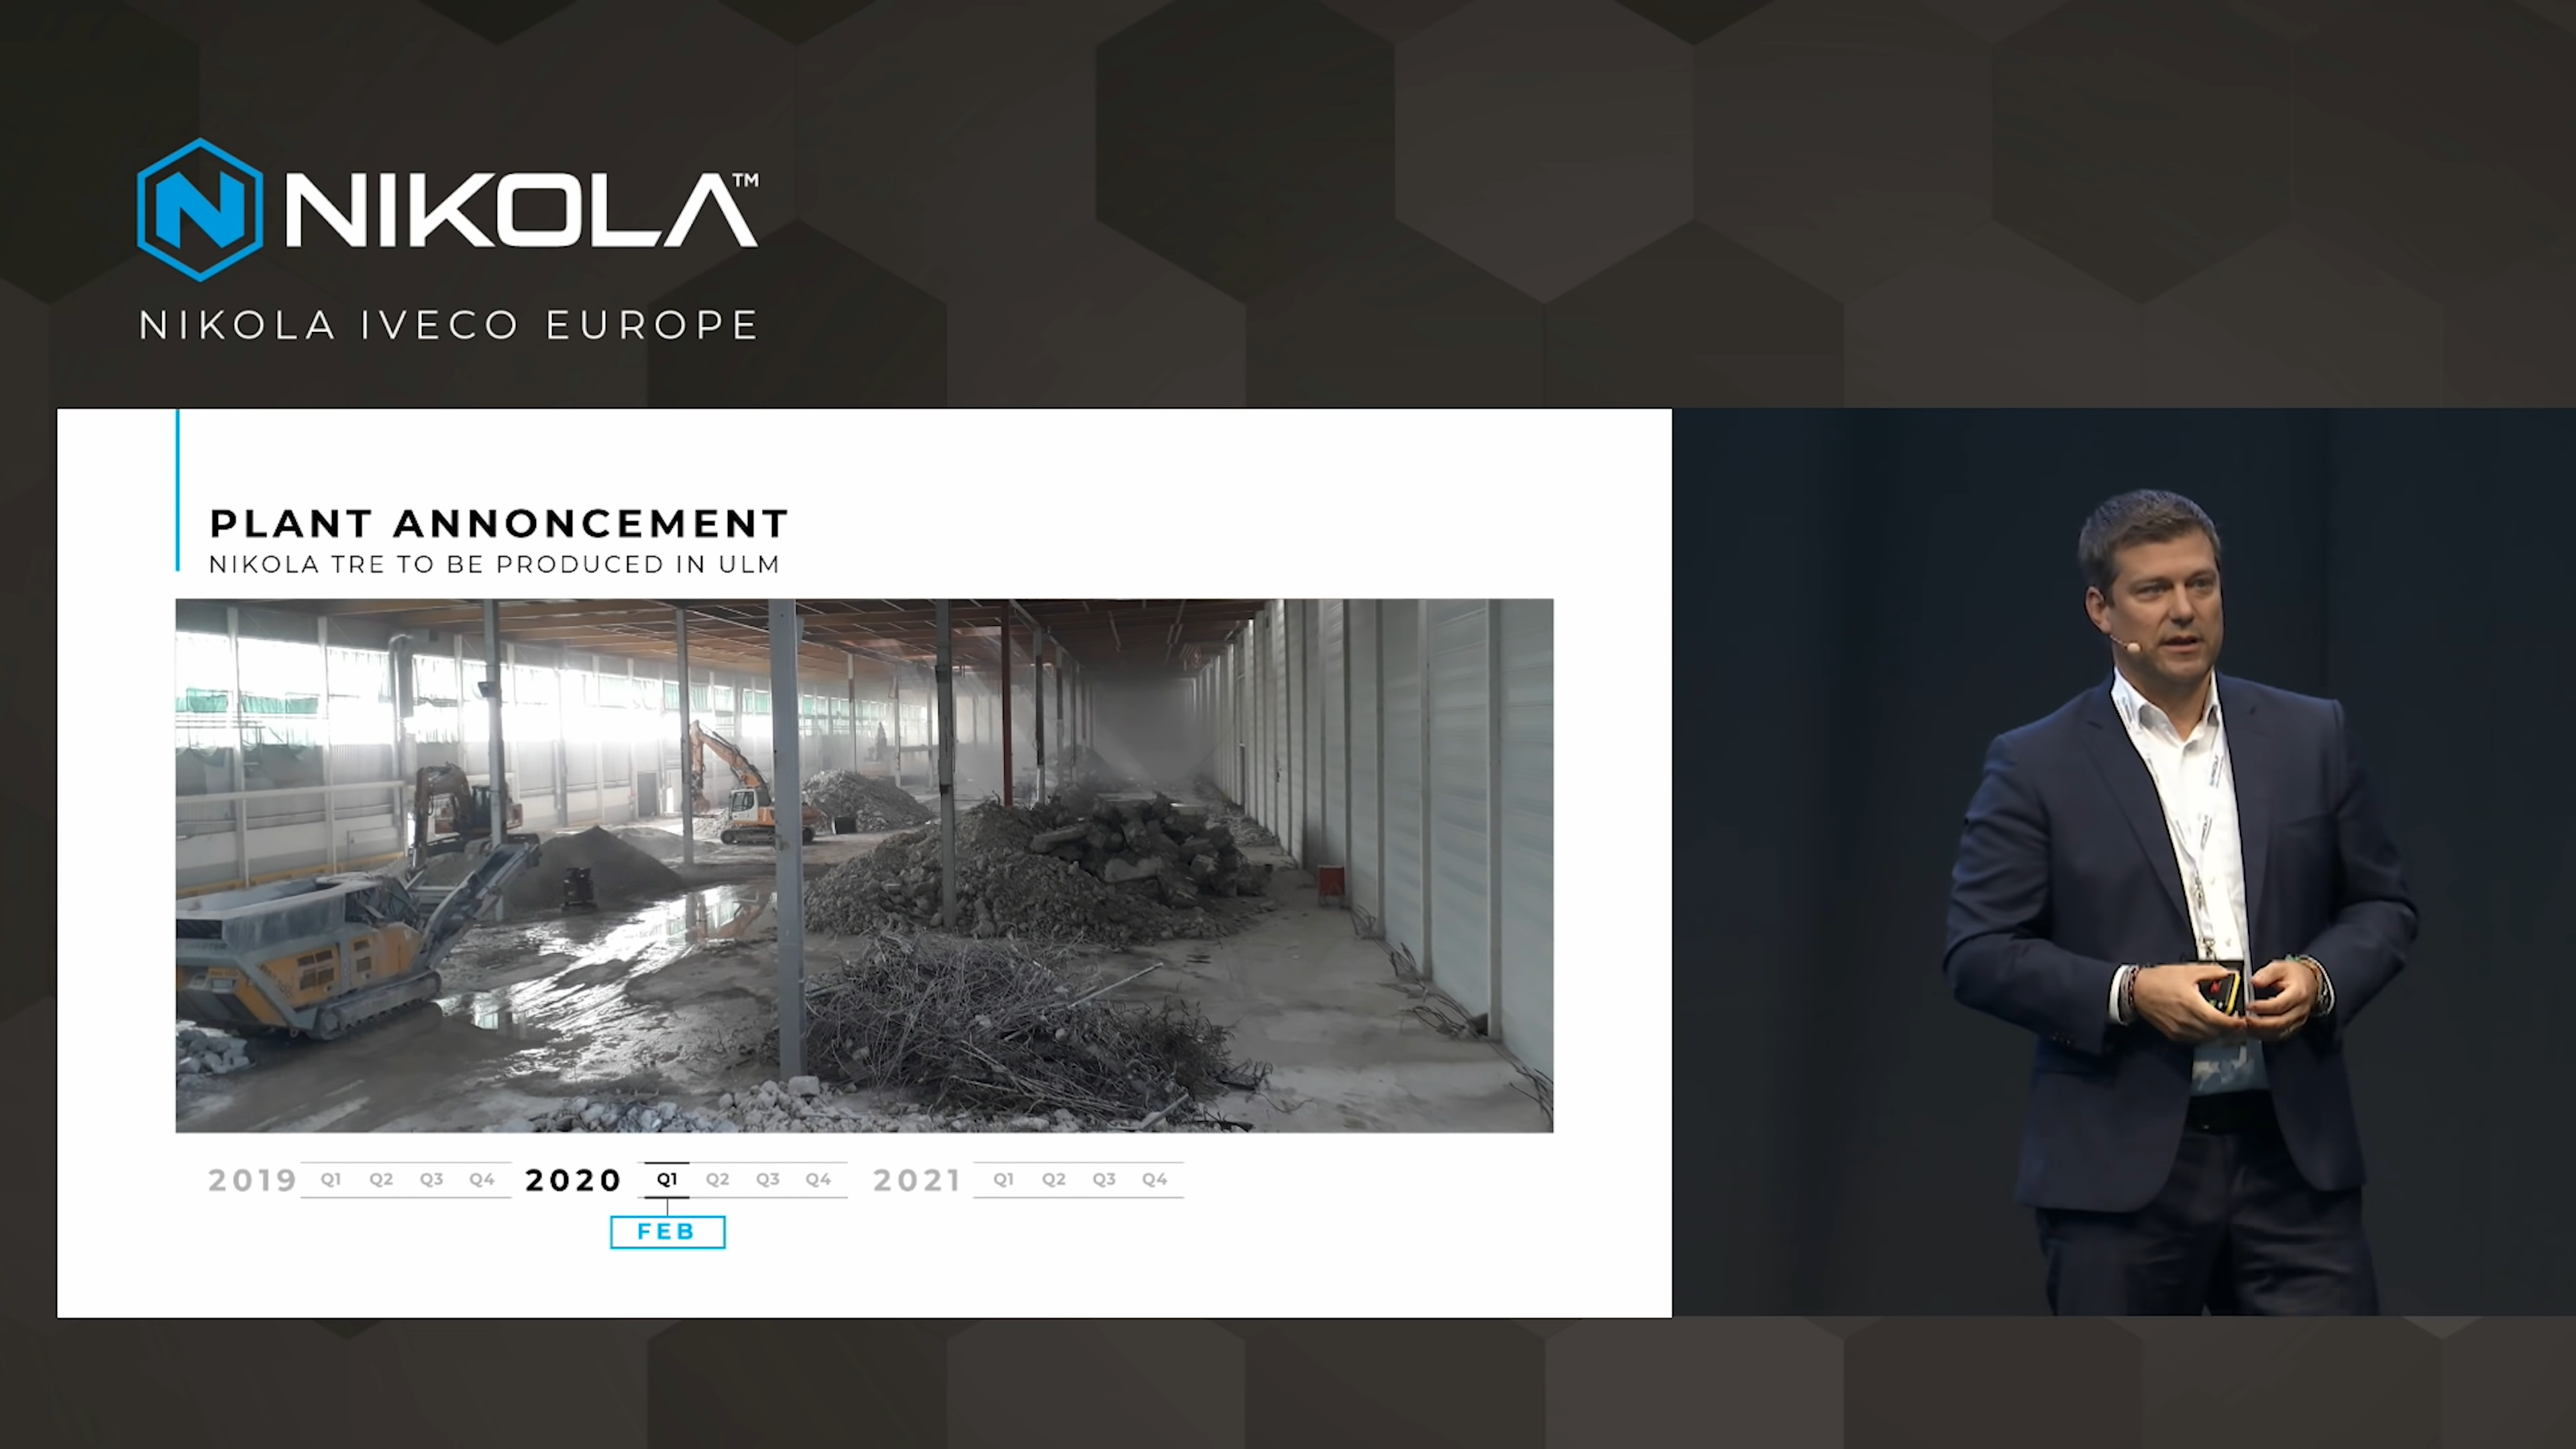 NIKOLA™
NIKOLA IVECO EUROPE
PLANT ANNONCEMENT
NIKOLA TRE TO BE PRODUCED IN ULM
2019 Q1 Q2 Q3 Q4 2020 Q1 Q2 Q3 Q4 2021 Q1 Q2 Q3 Q4
FEB